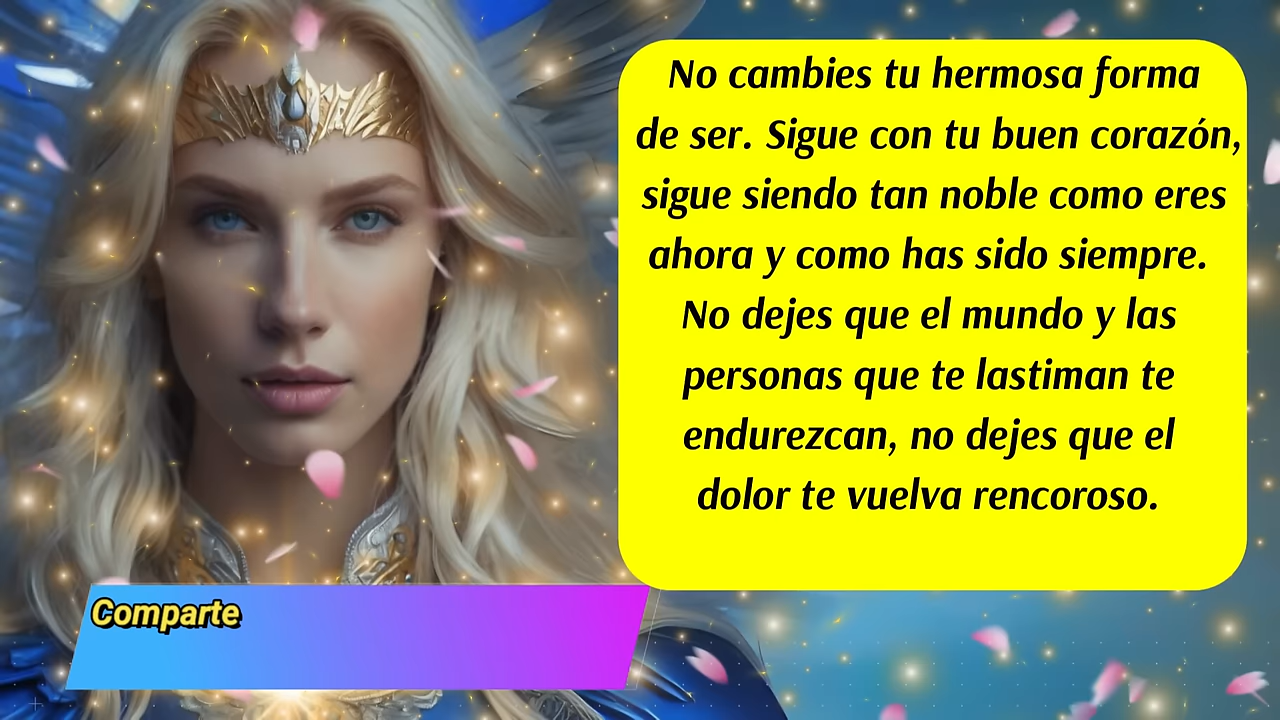 No cambies tu hermosa forma
de ser. Sigue con tu buen corazón,
sigue siendo tan noble como eres
ahora y como has sido siempre.
No dejes que el mundo y las
personas que te lastiman te
endurezcan, no dejes que el
dolor te vuelva rencoroso.
Comparte